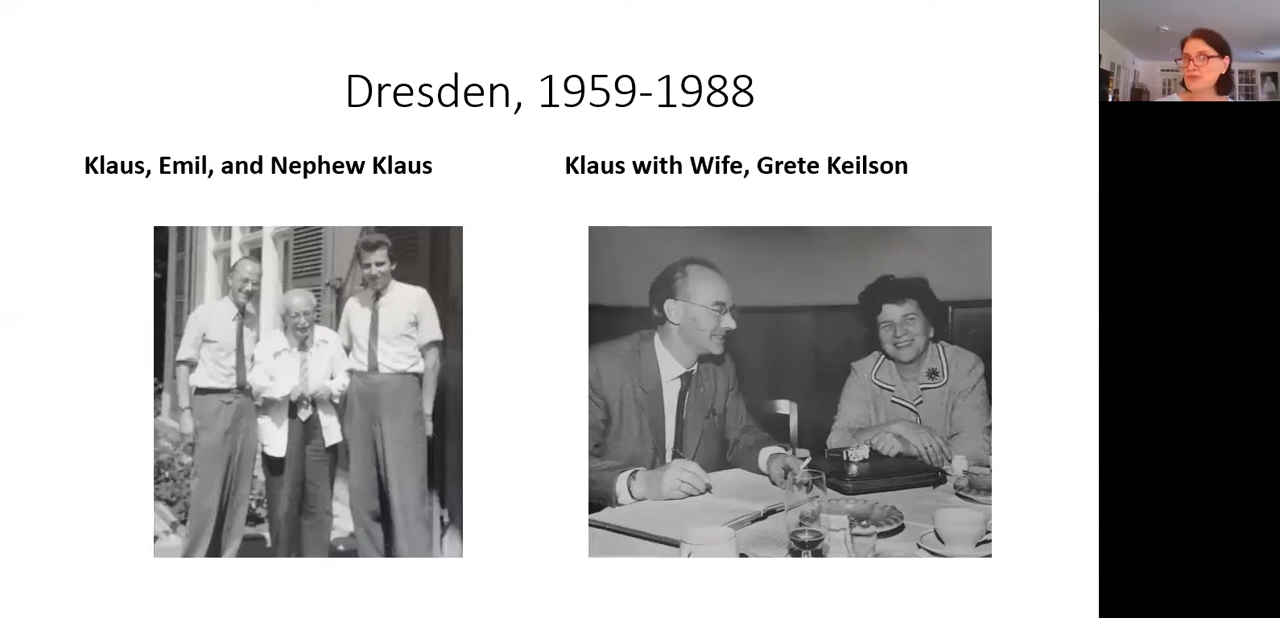 Dresden, 1959-1988
Klaus, Emil, and Nephew Klaus
Klaus with Wife, Grete Keilson